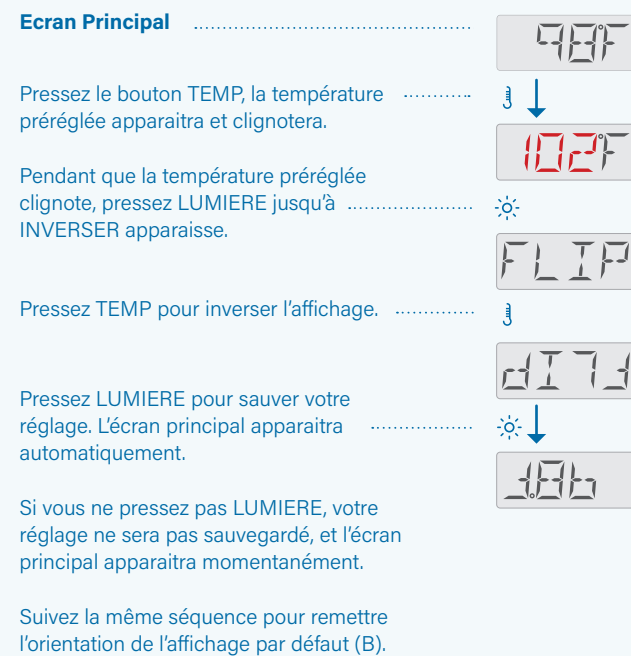 Ecran Principal
98°F
Pressez le bouton TEMP, la température
préréglée apparaitra et clignotera.
102°F
Pendant que la température préréglée
clignote, pressez LUMIERE jusqu'à
INVERSER apparaisse.
FLIP
Pressez TEMP pour inverser l'affichage.
Pressez LUMIERE pour sauver votre
réglage. L'écran principal apparaitra
automatiquement.
Si vous ne pressez pas LUMIERE, votre
réglage ne sera pas sauvegardé, et l'écran
principal apparaitra momentanément.
Suivez la même séquence pour remettre
l'orientation de l'affichage par défaut (B).